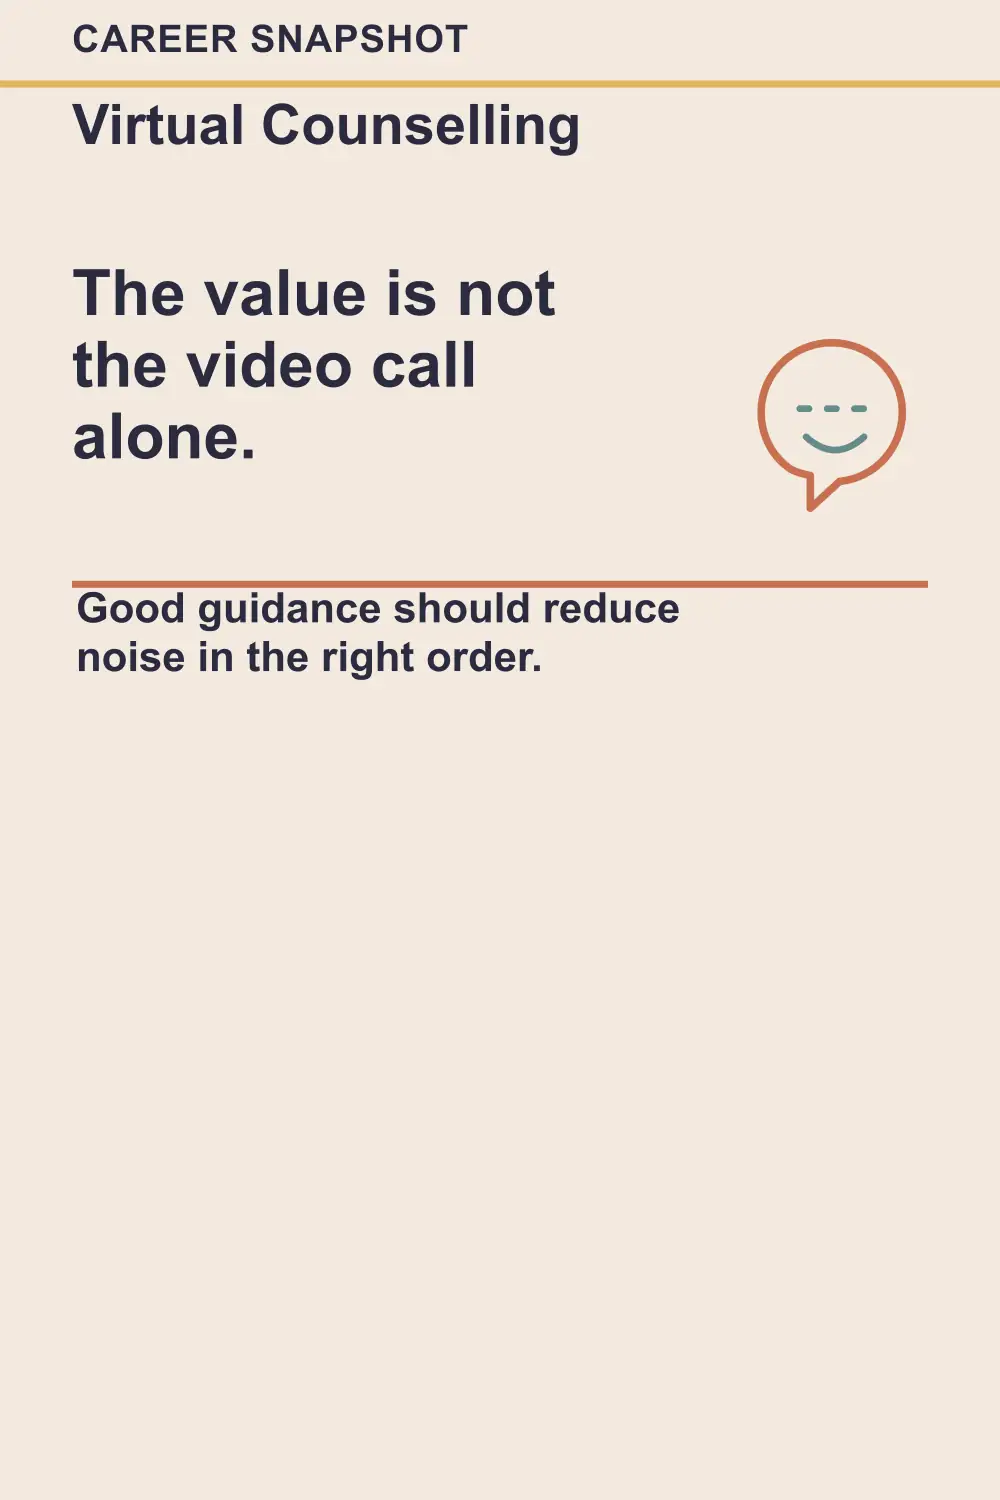 CAREER SNAPSHOT
Virtual Counselling
The value is not
the video call
alone.
Good guidance should reduce
noise in the right order.